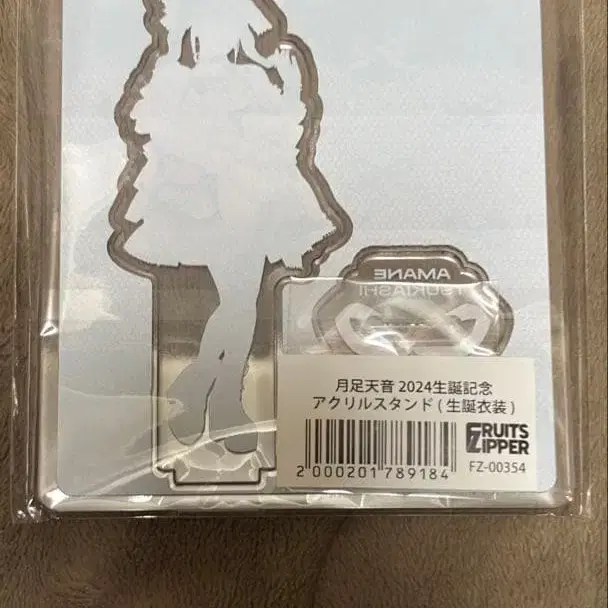 AMANE
TSUKIASHI
月足天音 2024生誕記念
アクリルスタンド ( 生誕衣装 )
FRUITS
ZIPPER
2000201789184
FZ-00354